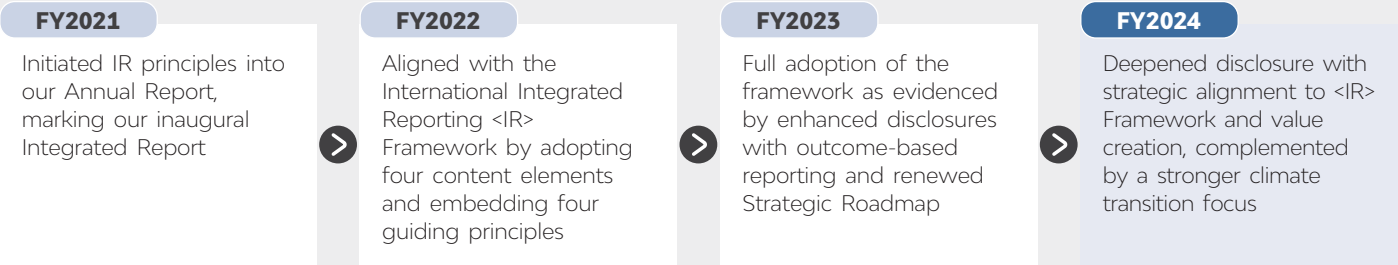 FY2021
Initiated IR principles into
our Annual Report,
marking our inaugural
Integrated Report
FY2022
Aligned with the
International Integrated
Reporting <IR>
Framework by adopting
four content elements
and embedding four
guiding principles
FY2023
Full adoption of the
framework as evidenced
by enhanced disclosures
with outcome-based
reporting and renewed
Strategic Roadmap
FY2024
Deepened disclosure with
strategic alignment to <IR>
Framework and value
creation, complemented
by a stronger climate
transition focus